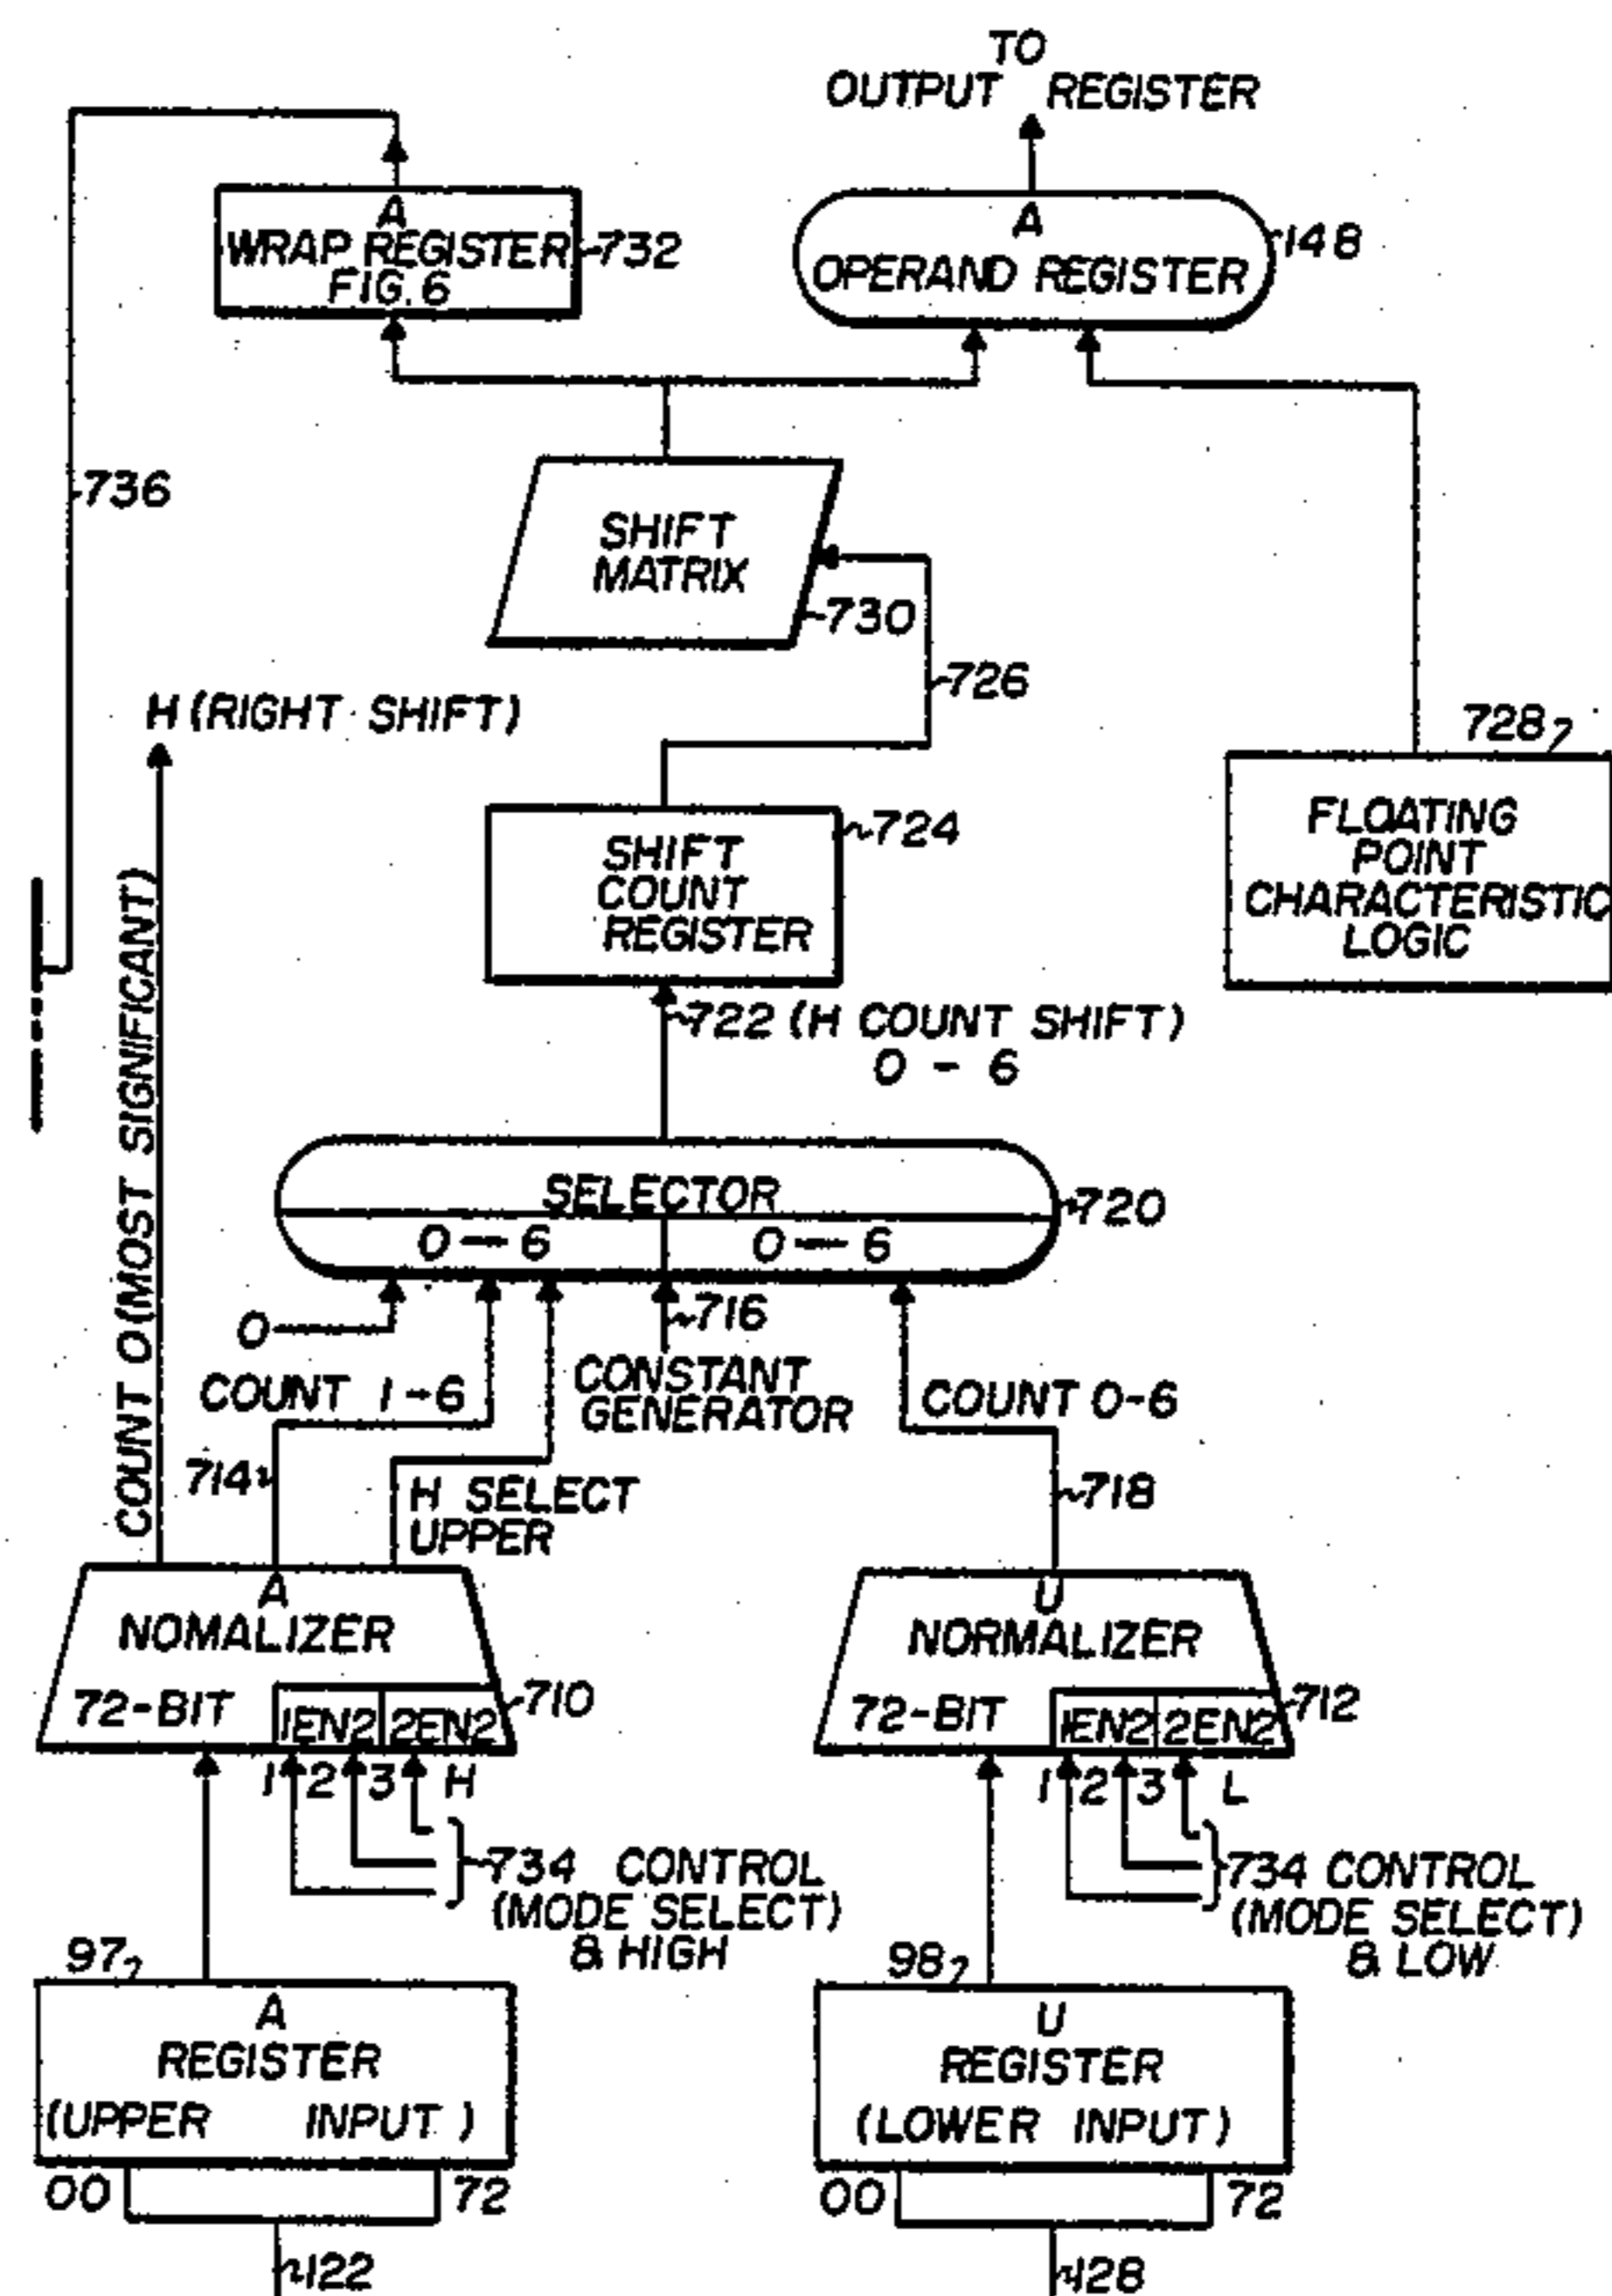 TO
OUTPUT REGISTER
A
WRAP REGISTER
FIG. 6
732
A
OPERAND REGISTER
148
736
SHIFT
MATRIX
730
726
H (RIGHT SHIFT)
728
SHIFT
COUNT
REGISTER
724
FLOATING
POINT
CHARACTERISTIC
LOGIC
COUNT 0 (MOST SIGNIFICANT)
722 (H COUNT SHIFT)
0 - 6
SELECTOR
720
0 — 6
0 — 6
0
716
COUNT 1-6
CONSTANT
GENERATOR
COUNT 0-6
714
H SELECT
UPPER
718
A
NOMALIZER
72-BIT
1EN2
2EN2
710
U
NORMALIZER
72-BIT
1EN2
2EN2
712
1 2 3 H
1 2 3 L
734 CONTROL
(MODE SELECT)
& HIGH
734 CONTROL
(MODE SELECT)
& LOW
97
98
A
REGISTER
(UPPER INPUT)
U
REGISTER
(LOWER INPUT)
00
72
00
72
122
128